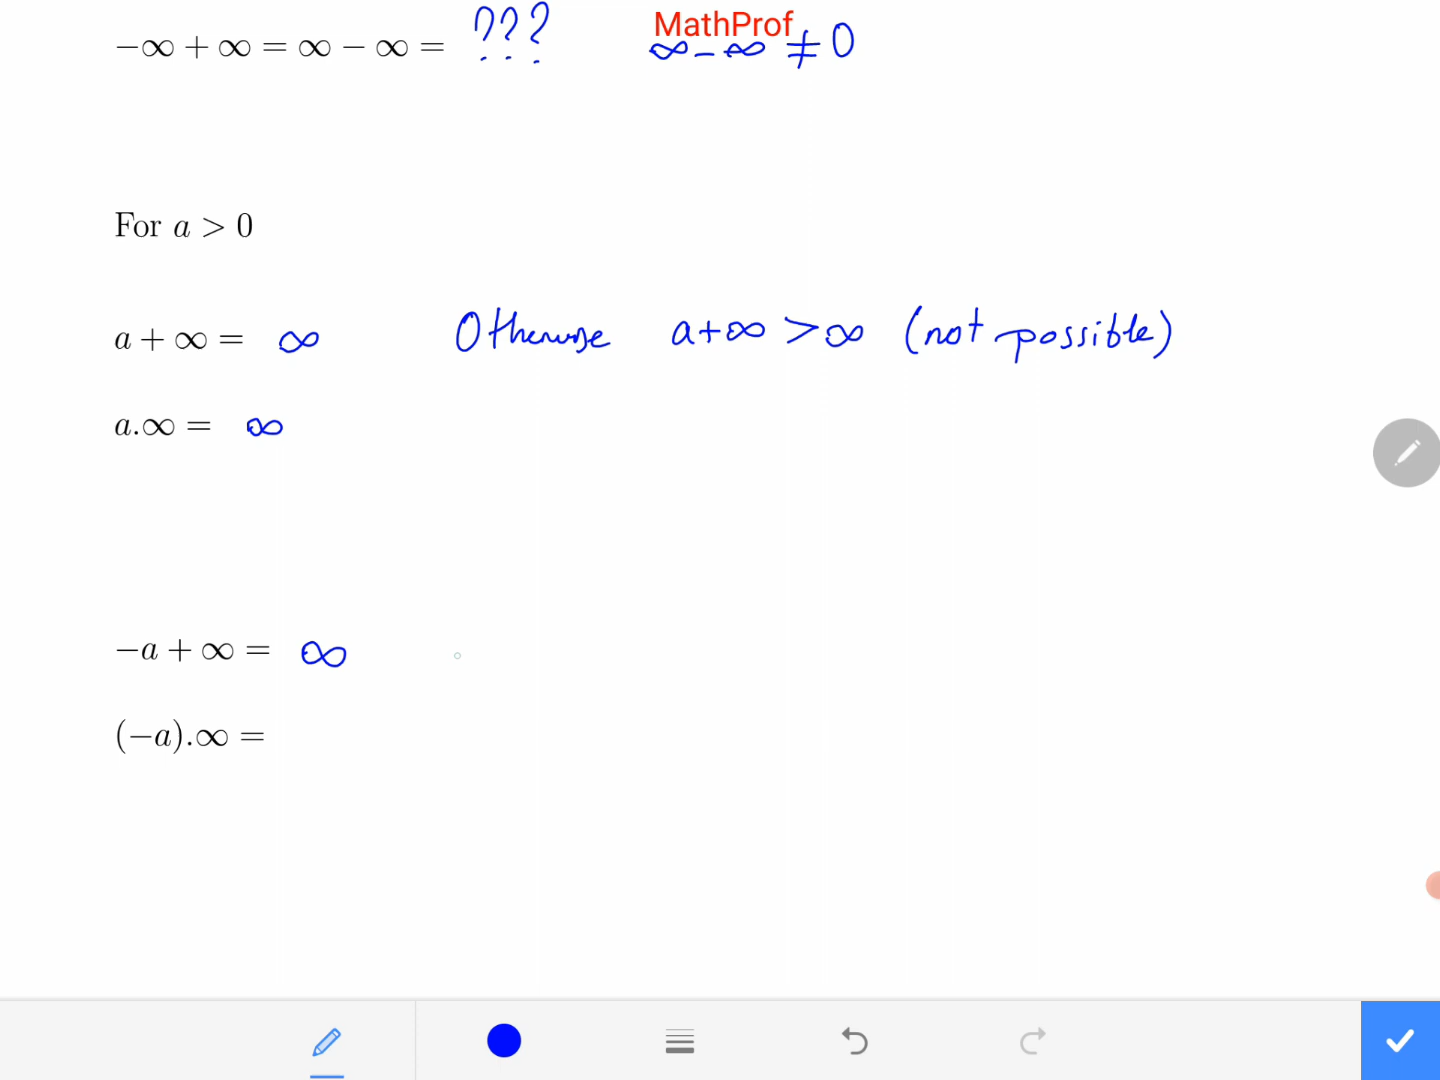 −∞ + ∞ = ∞ − ∞ = ??? MathProf
∞ − ∞ ≠ 0
For a > 0
a + ∞ = ∞ Otherwise a+∞ > ∞ (not possible)
a.∞ = ∞
−a + ∞ = ∞
(−a).∞ =